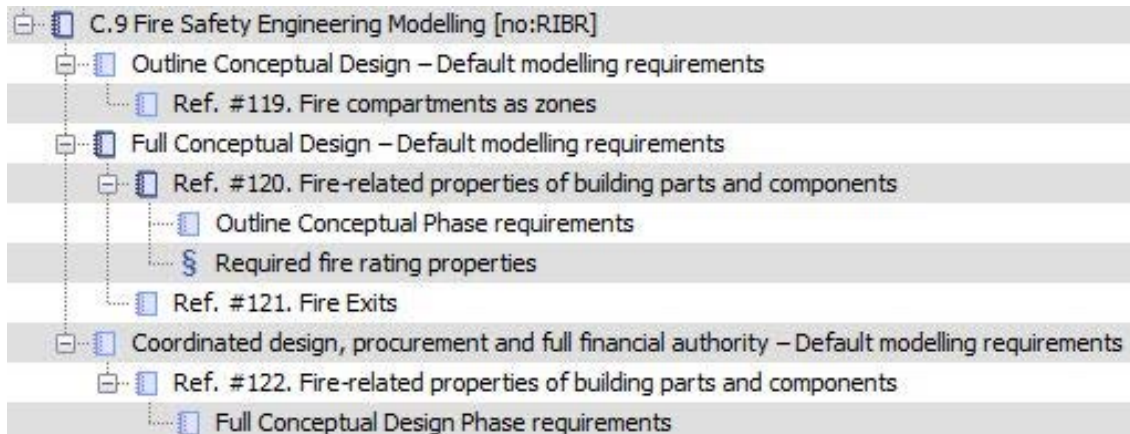 C.9 Fire Safety Engineering Modelling [no:RIBR]
Outline Conceptual Design – Default modelling requirements
Ref. #119. Fire compartments as zones
Full Conceptual Design – Default modelling requirements
Ref. #120. Fire-related properties of building parts and components
Outline Conceptual Phase requirements
§ Required fire rating properties
Ref. #121. Fire Exits
Coordinated design, procurement and full financial authority – Default modelling requirements
Ref. #122. Fire-related properties of building parts and components
Full Conceptual Design Phase requirements